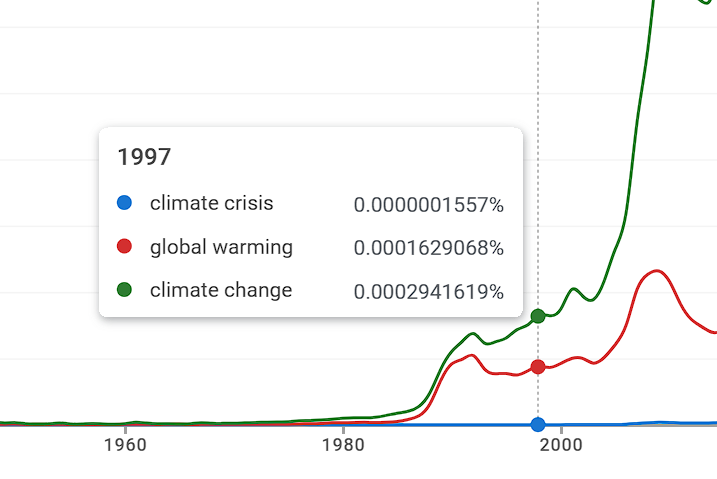 1997
climate crisis 0.0000001557%
global warming 0.0001629068%
climate change 0.0002941619%
1960 1980 2000